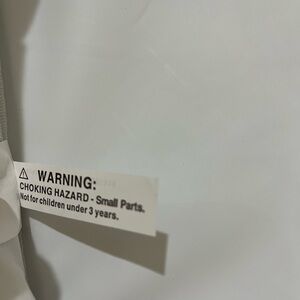 ⚠ WARNING:
CHOKING HAZARD - Small Parts.
Not for children under 3 years.